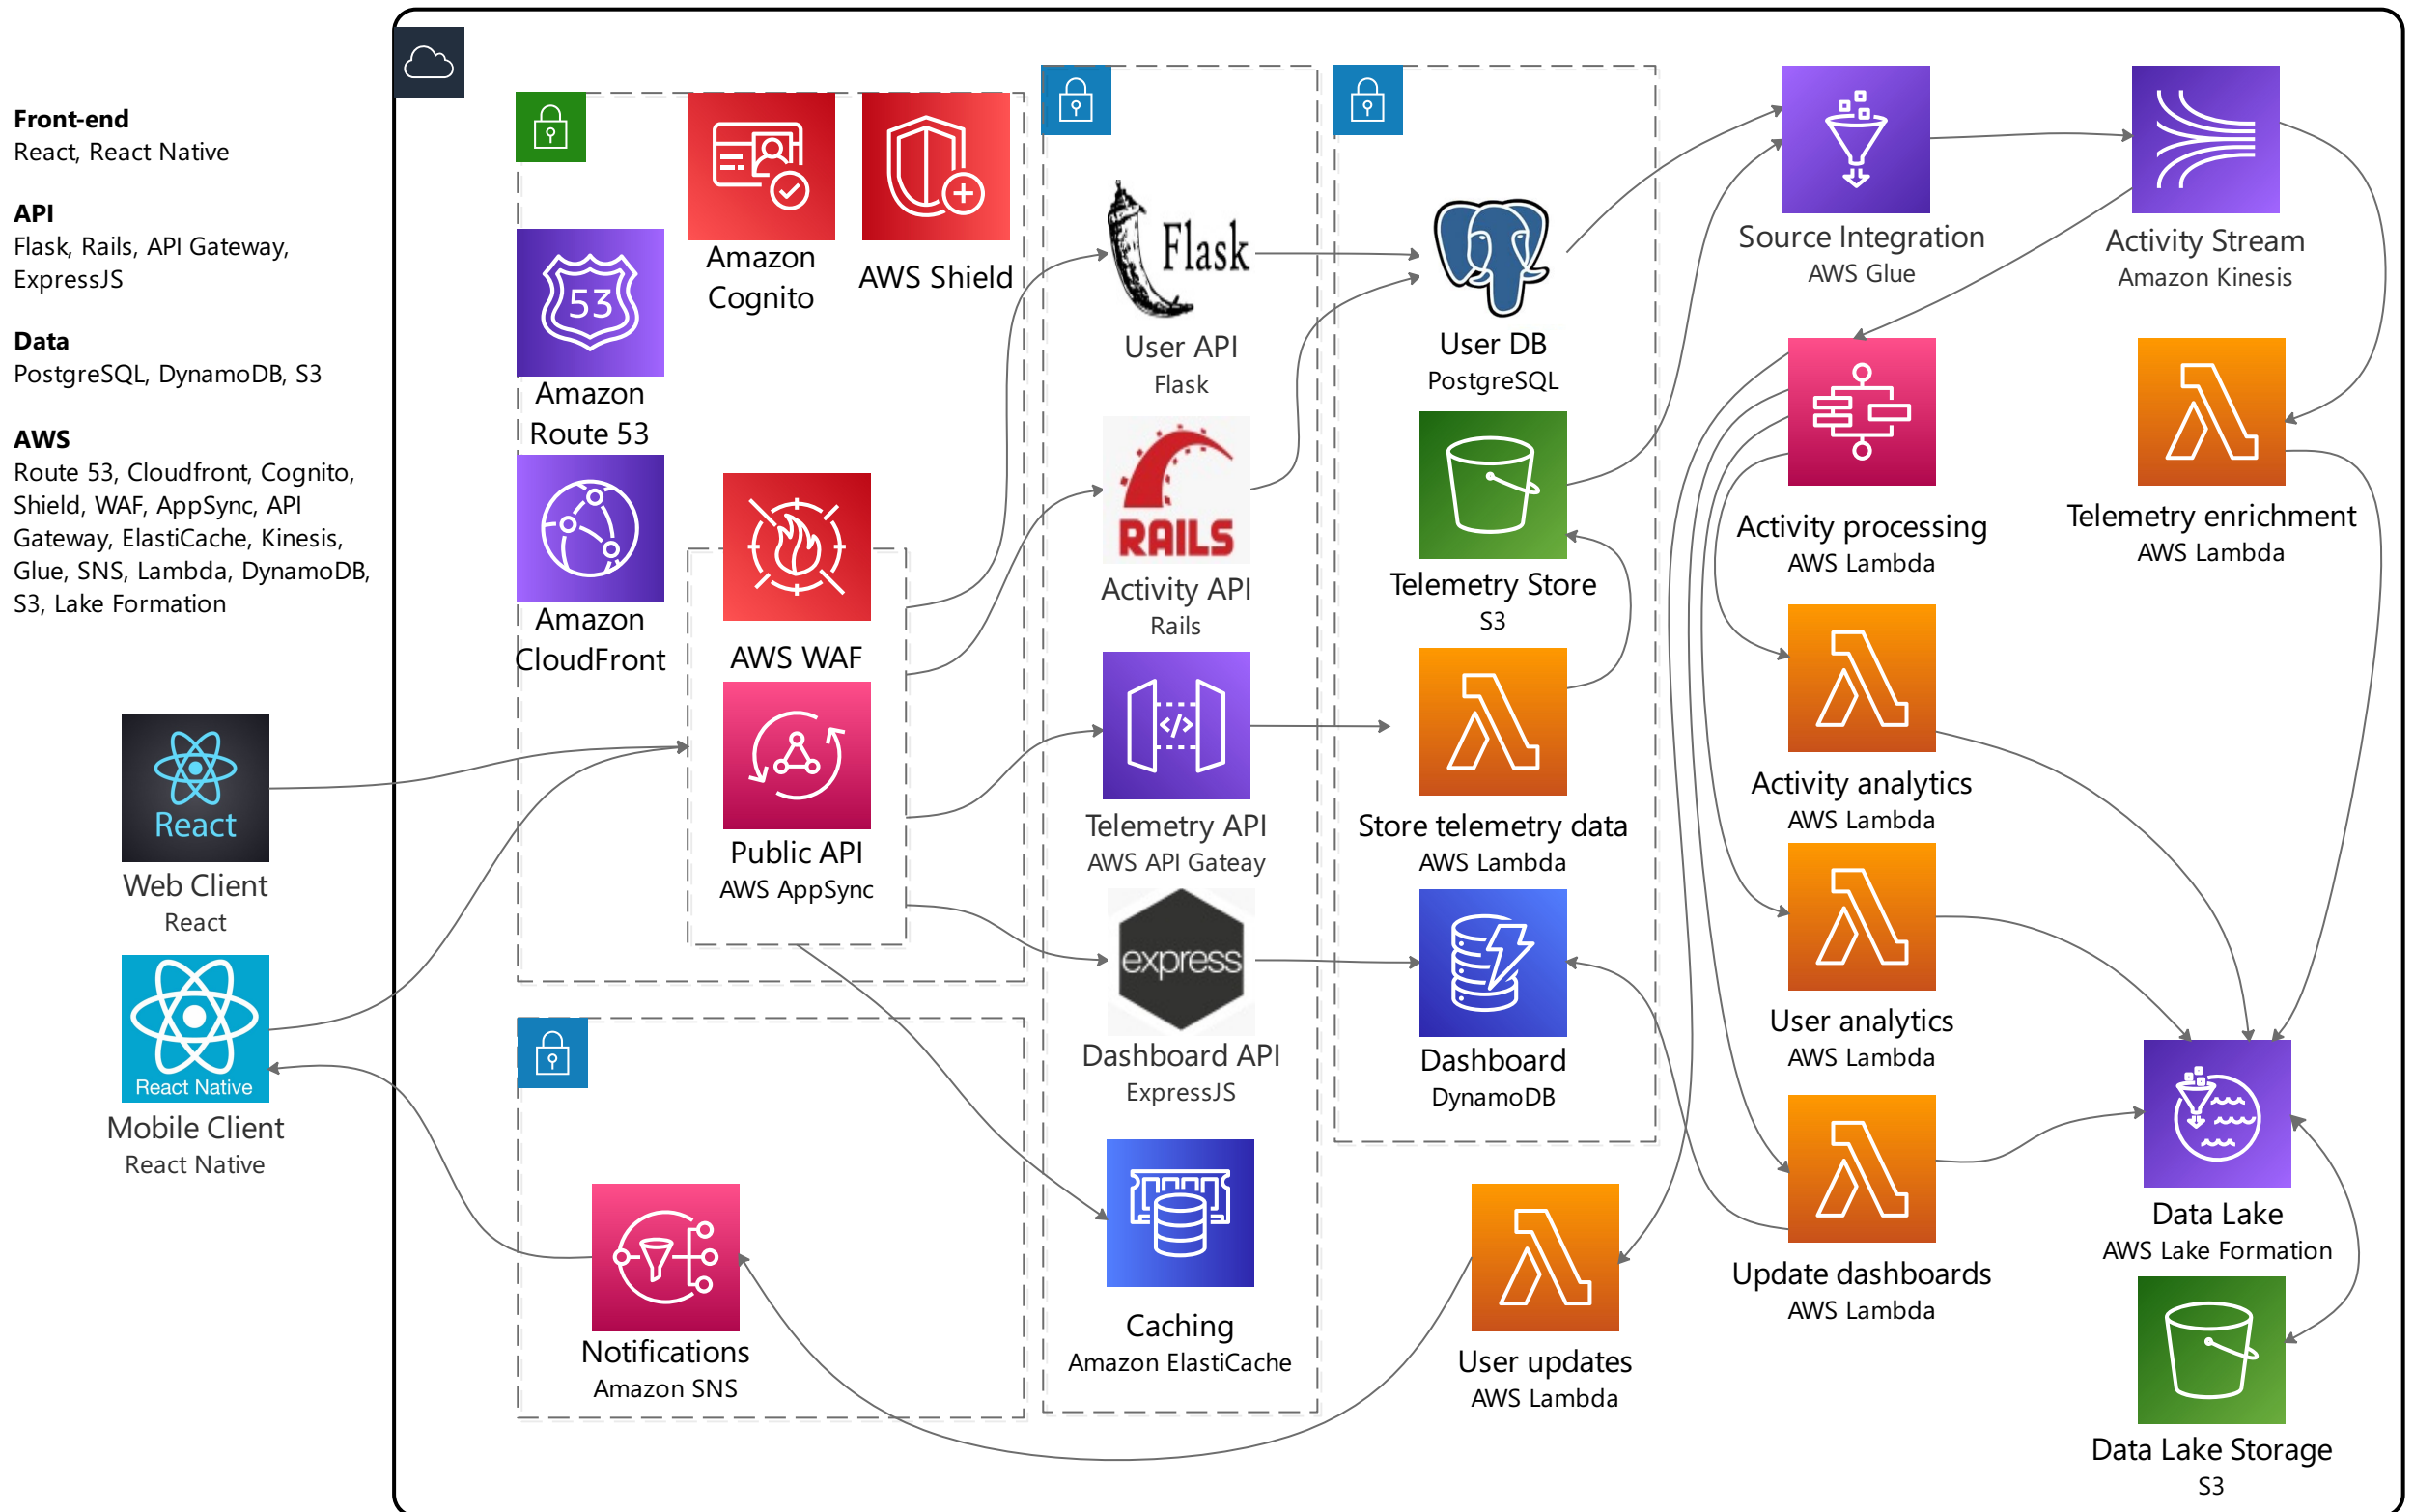 Front-end
React, React Native
API
Flask, Rails, API Gateway,
ExpressJS
Data
PostgreSQL, DynamoDB, S3
AWS
Route 53, Cloudfront, Cognito,
Shield, WAF, AppSync, API
Gateway, ElastiCache, Kinesis,
Glue, SNS, Lambda, DynamoDB,
S3, Lake Formation
React
Web Client
React
React Native
Mobile Client
React Native
Amazon
Cognito
AWS Shield
53
Amazon
Route 53
Amazon
CloudFront
AWS WAF
Public API
AWS AppSync
Notifications
Amazon SNS
Flask
User API
Flask
RAILS
Activity API
Rails
</>
Telemetry API
AWS API Gateay
express
Dashboard API
ExpressJS
Caching
Amazon ElastiCache
User DB
PostgreSQL
Telemetry Store
S3
Store telemetry data
AWS Lambda
Dashboard
DynamoDB
User updates
AWS Lambda
Source Integration
AWS Glue
Activity Stream
Amazon Kinesis
Activity processing
AWS Lambda
Telemetry enrichment
AWS Lambda
Activity analytics
AWS Lambda
User analytics
AWS Lambda
Update dashboards
AWS Lambda
Data Lake
AWS Lake Formation
Data Lake Storage
S3